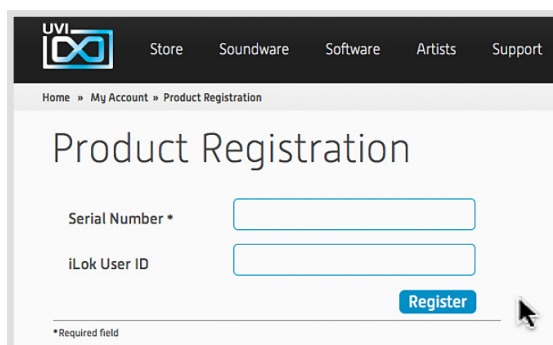 UVI
Store Soundware Software Artists Support
Home » My Account » Product Registration
Product Registration
Serial Number *
iLok User ID
Register
*Required field